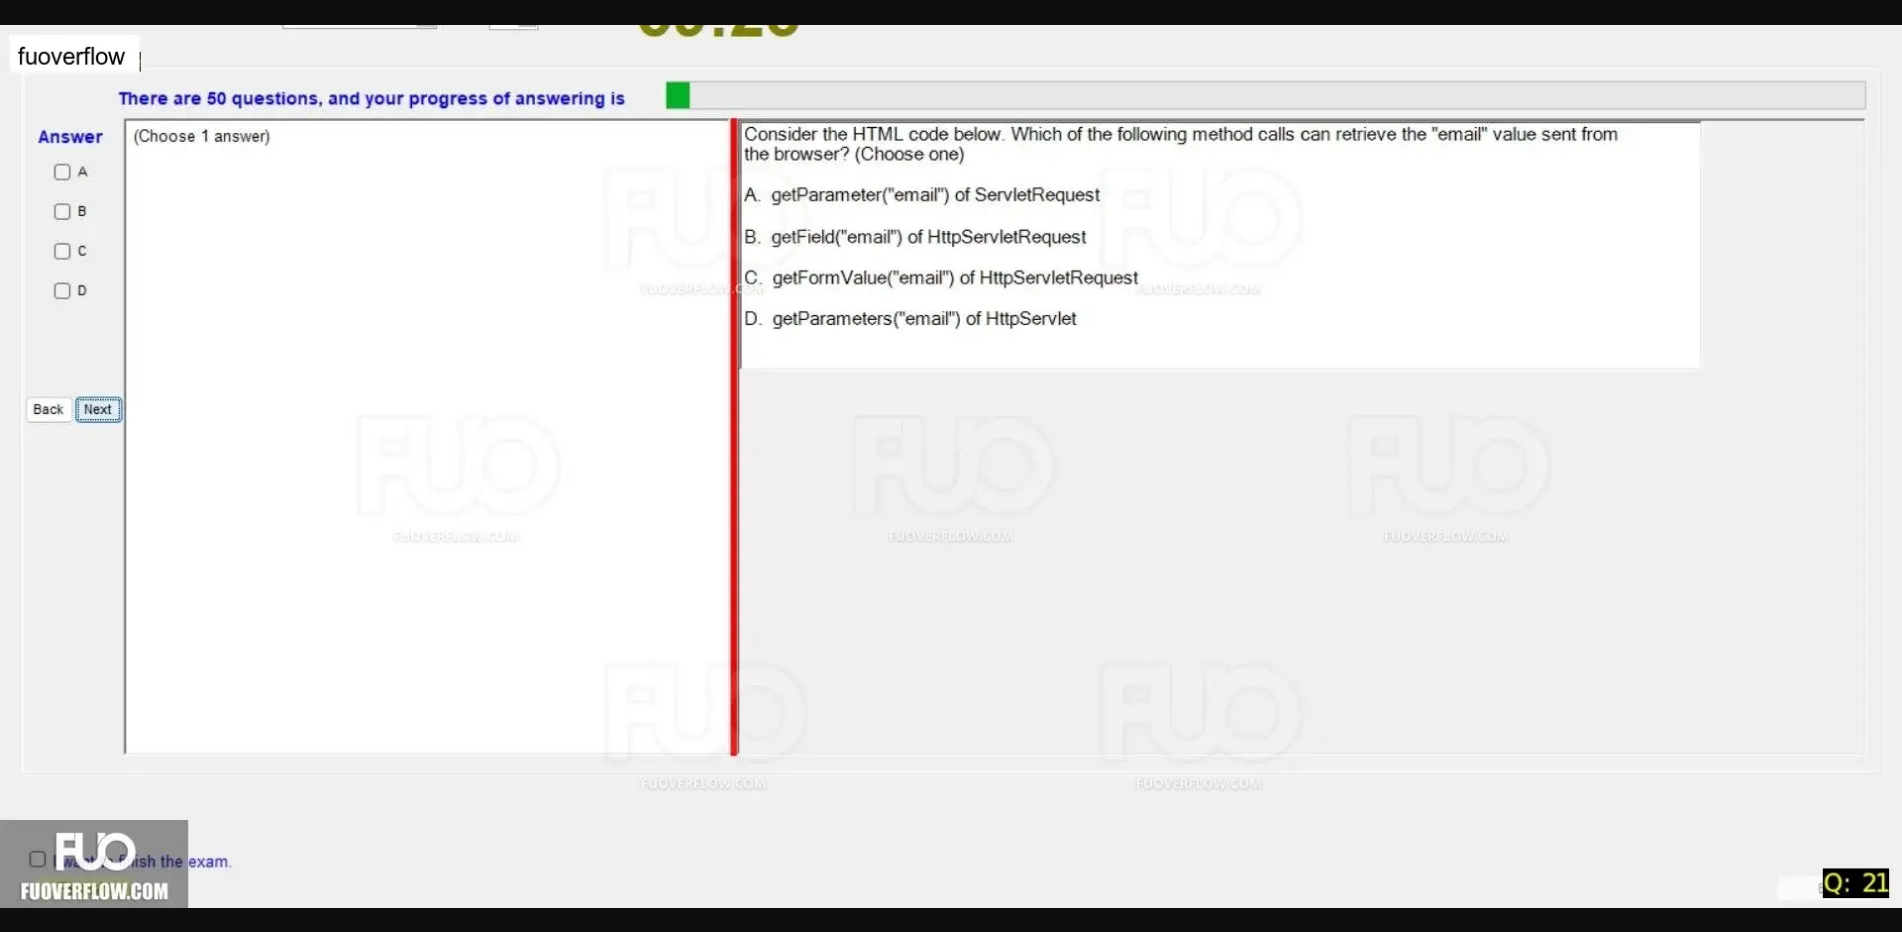 fuoverflow
There are 50 questions, and your progress of answering is
Answer
(Choose 1 answer)
A
B
C
D
Back
Next
Consider the HTML code below. Which of the following method calls can retrieve the "email" value sent from
the browser? (Choose one)
A. getParameter("email") of ServletRequest
B. getField("email") of HttpServletRequest
C. getFormValue("email") of HttpServletRequest
D. getParameters("email") of HttpServlet
FUO
FUOVERFLOW.COM
FUO
FUOVERFLOW.COM
FUO
FUOVERFLOW.COM
FUO
FUOVERFLOW.COM
FUO
FUOVERFLOW.COM
FUO
FUOVERFLOW.COM
FUO
FUOVERFLOW.COM
finish the exam.
FUO
FUOVERFLOW.COM
Q: 21